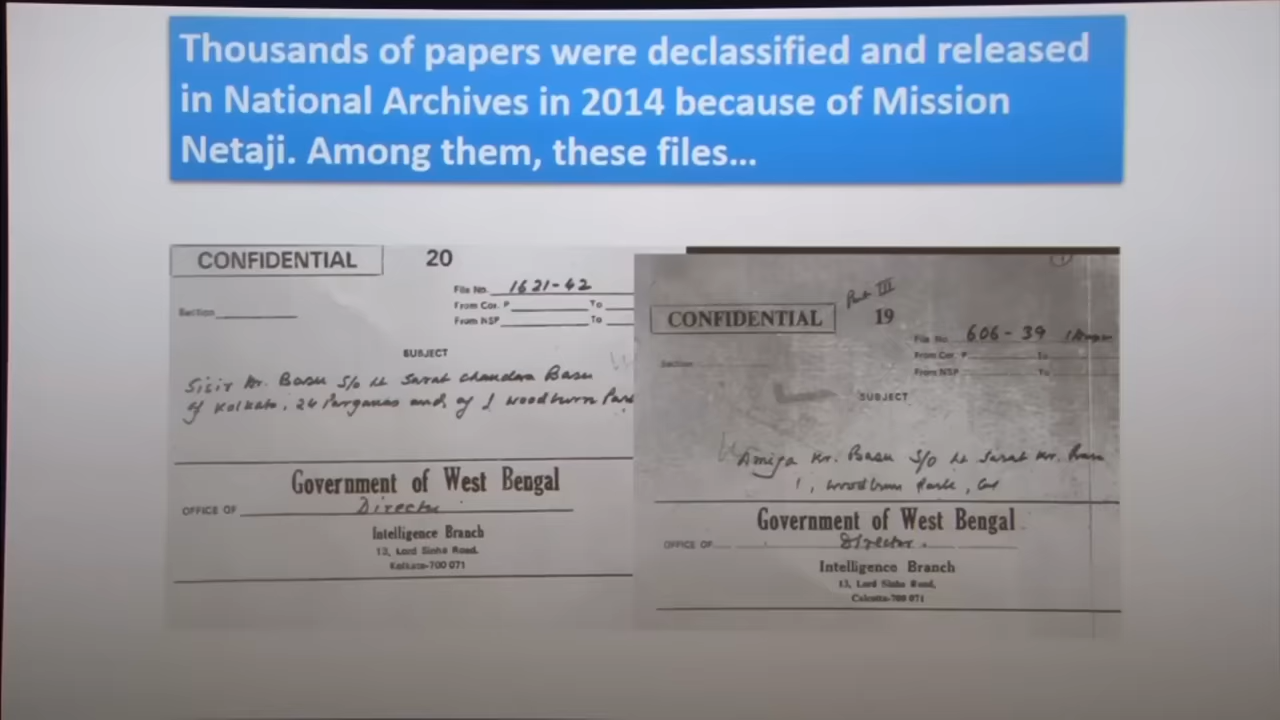 Thousands of papers were declassified and released
in National Archives in 2014 because of Mission
Netaji. Among them, these files...
CONFIDENTIAL
20
File No. 1621-42
From Cor. P To
From NSP To
Section
SUBJECT
Sisir Kr. Basu S/o Lt Sarat Chandra Basu
of Kolkata, 24 Parganas and of 1 Woodburn Park
Government of West Bengal
OFFICE OF Director
Intelligence Branch
13, Lord Sinha Road,
Kolkata-700 071
Part III
CONFIDENTIAL
19
File No. 606-39
From Cor. P To
From NSP To
Section
SUBJECT
Amiya Kr. Basu S/o Lt Sarat Kr. Basu
1, Woodburn Park, Cal
Government of West Bengal
OFFICE OF Director.
Intelligence Branch
13, Lord Sinha Road,
Calcutta-700 071